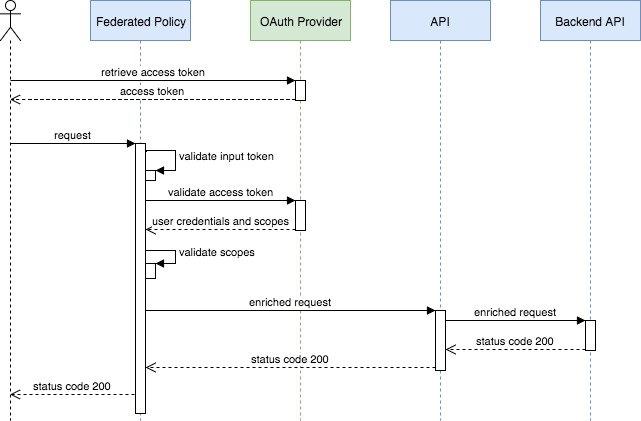 Federated Policy
OAuth Provider
API
Backend API
retrieve access token
access token
request
validate input token
validate access token
user credentials and scopes
validate scopes
enriched request
enriched request
status code 200
status code 200
status code 200